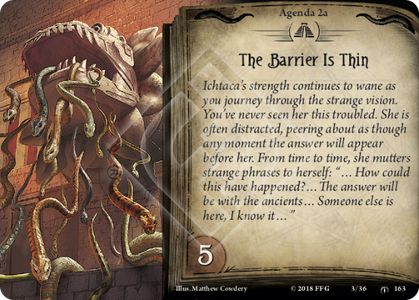 Agenda 2a
The Barrier Is Thin
Ichtaca's strength continues to wane as
you journey through the strange vision.
You've never seen her this troubled. She is
often distracted, peering about as though
any moment the answer will appear
before her. From time to time, she mutters
strange phrases to herself: “… How could
this have happened?… The answer will
be with the ancients… Someone else is
here, I know it… ”
5
Illus. Matthew Cowdery
© 2018 FFG
3/36
163